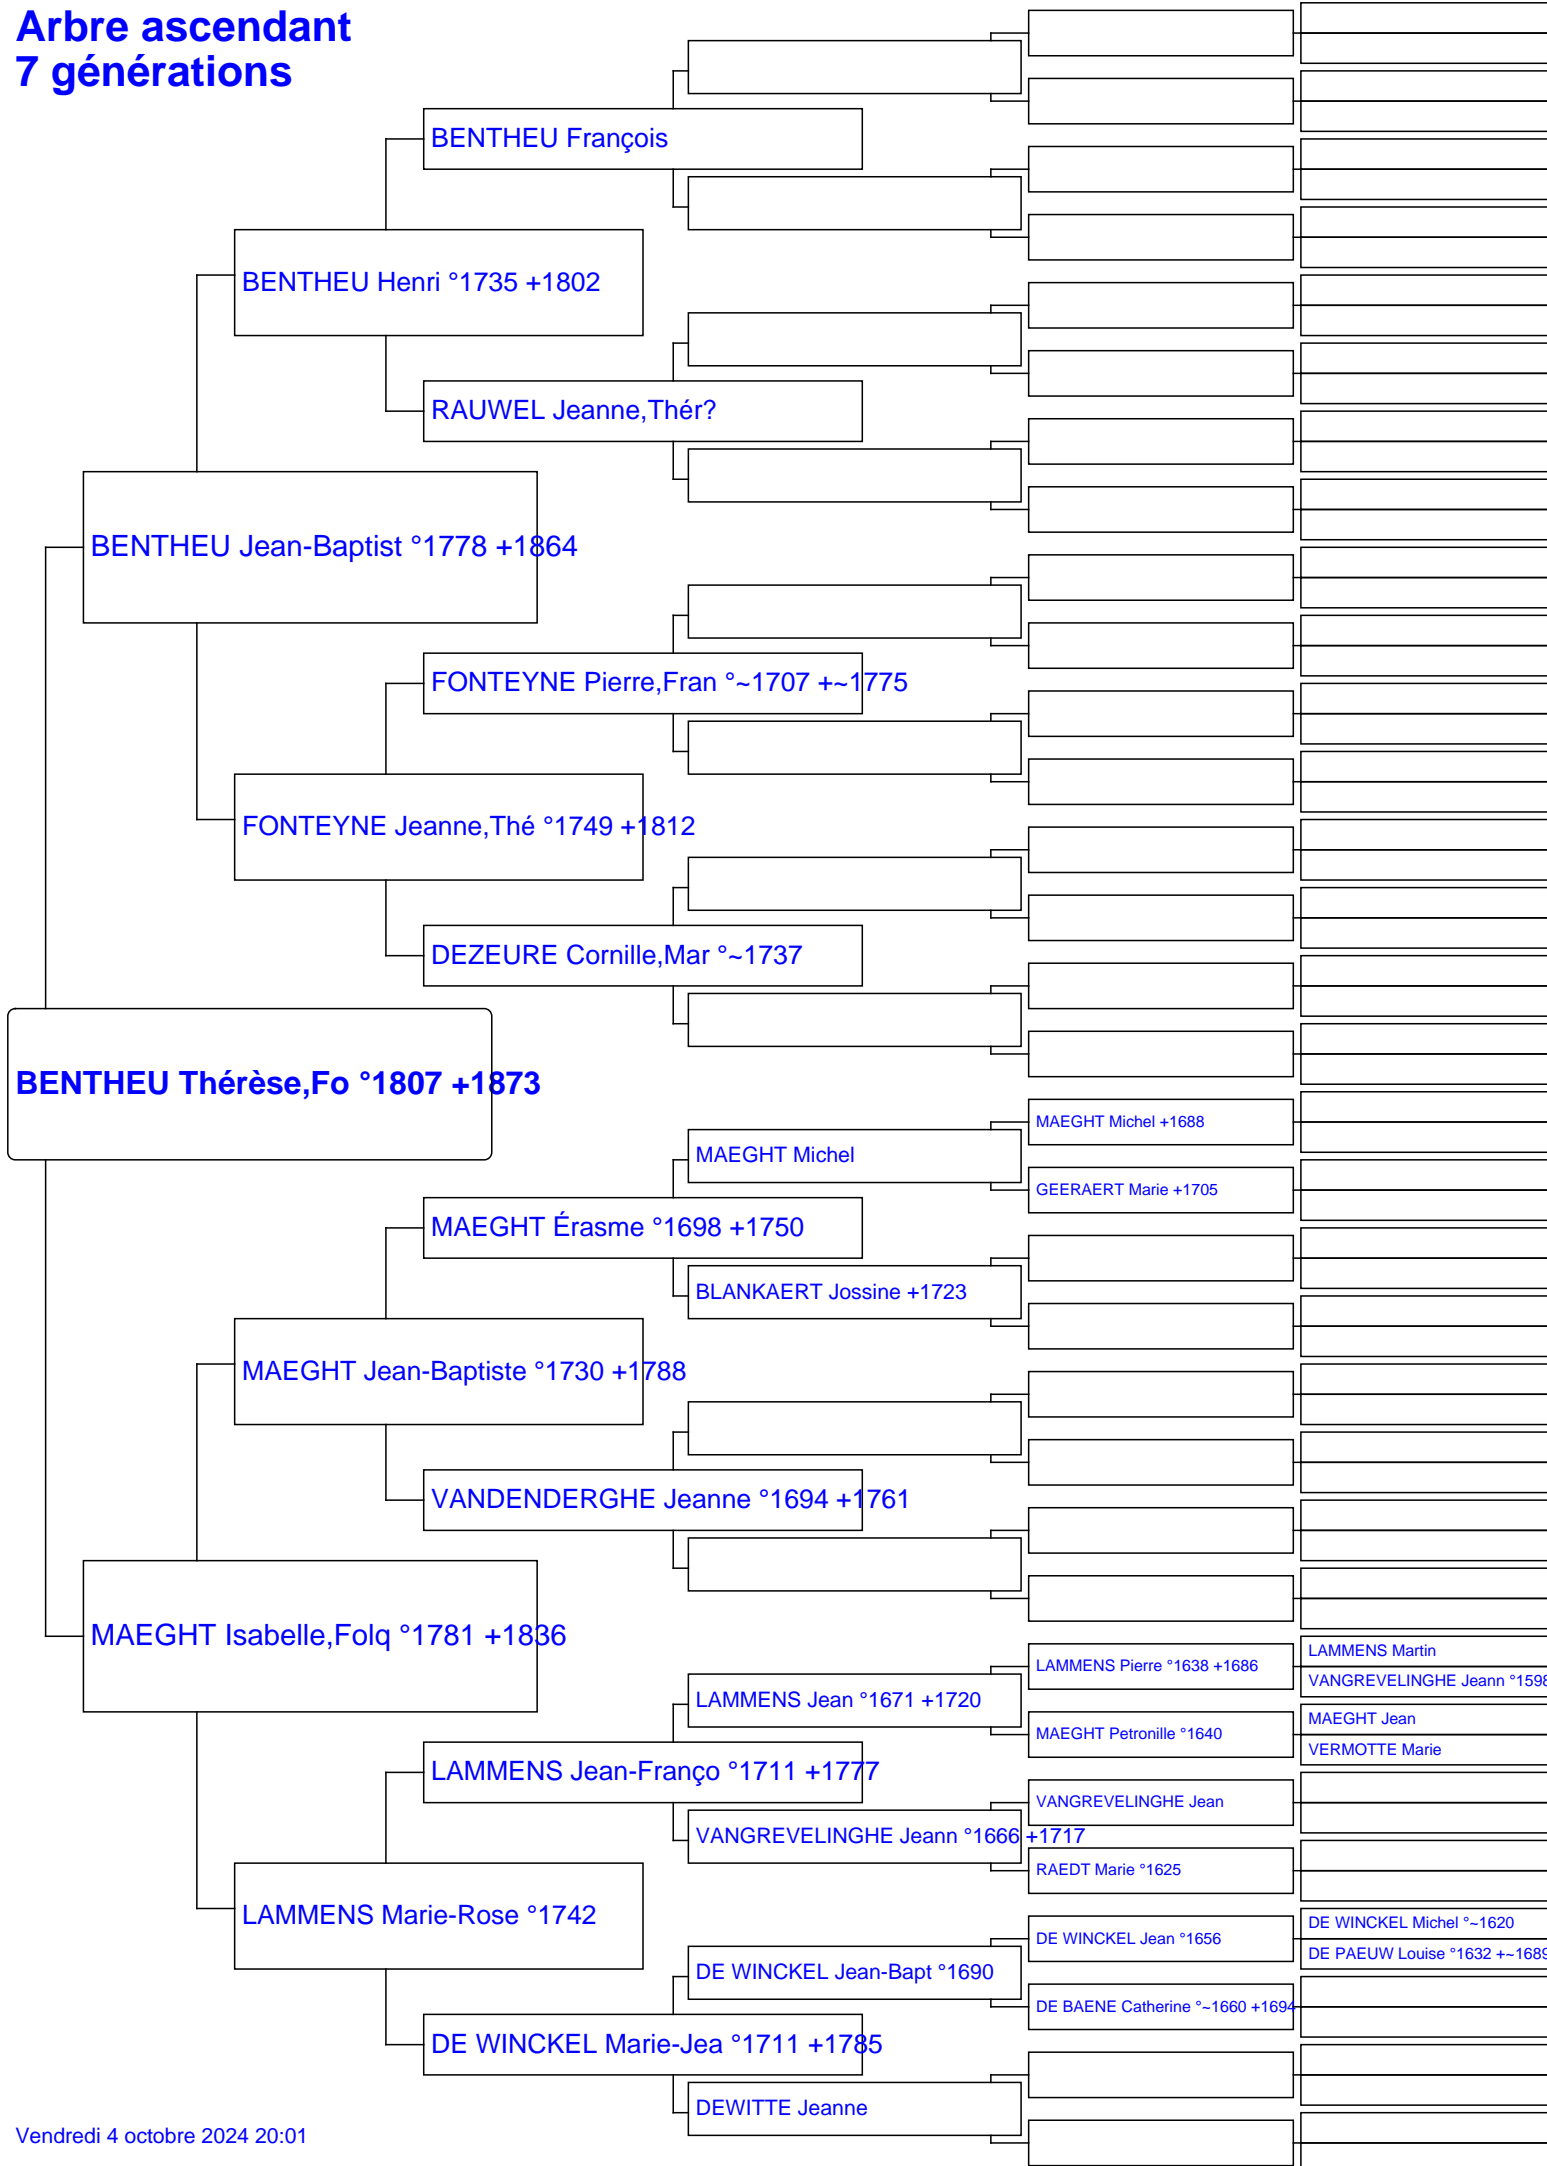 Arbre ascendant
7 générations
BENTHEU François
BENTHEU Henri °1735 +1802
RAUWEL Jeanne,Thér?
BENTHEU Jean-Baptist °1778 +1864
FONTEYNE Pierre,Fran °~1707 +~1775
FONTEYNE Jeanne,Thé °1749 +1812
DEZEURE Cornille,Mar °~1737
BENTHEU Thérèse,Fo °1807 +1873
MAEGHT Michel +1688
MAEGHT Michel
GEERAERT Marie +1705
MAEGHT Érasme °1698 +1750
BLANKAERT Jossine +1723
MAEGHT Jean-Baptiste °1730 +1788
VANDENDERGHE Jeanne °1694 +1761
MAEGHT Isabelle,Folq °1781 +1836
LAMMENS Martin
LAMMENS Pierre °1638 +1686
VANGREVELINGHE Jeann °1598
LAMMENS Jean °1671 +1720
MAEGHT Jean
MAEGHT Petronille °1640
VERMOTTE Marie
LAMMENS Jean-Franço °1711 +1777
VANGREVELINGHE Jean
VANGREVELINGHE Jeann °1666 +1717
RAEDT Marie °1625
LAMMENS Marie-Rose °1742
DE WINCKEL Michel °~1620
DE WINCKEL Jean °1656
DE PAEUW Louise °1632 +~1689
DE WINCKEL Jean-Bapt °1690
DE BAENE Catherine °~1660 +1694
DE WINCKEL Marie-Jea °1711 +1785
DEWITTE Jeanne
Vendredi 4 octobre 2024 20:01